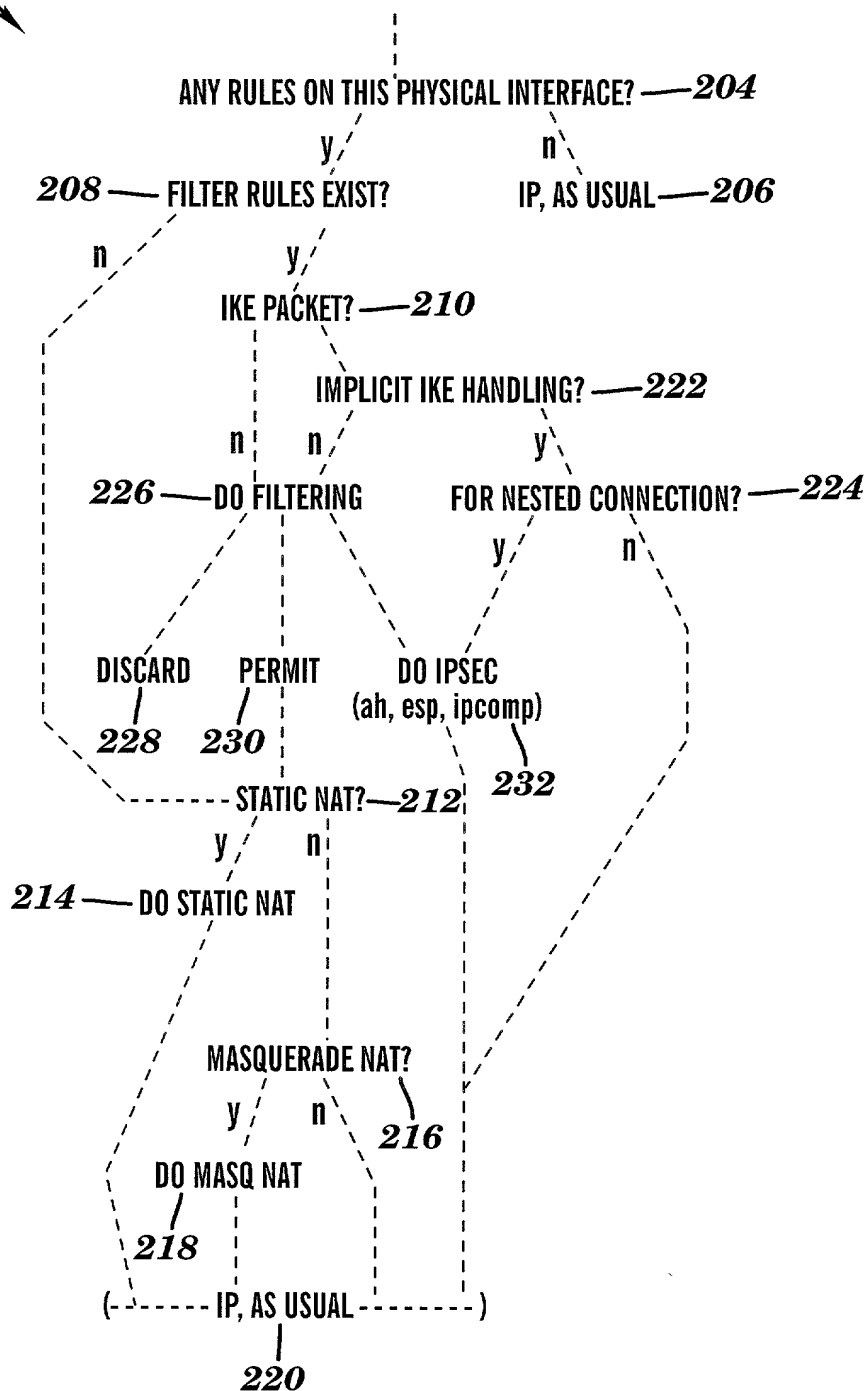 ANY RULES ON THIS PHYSICAL INTERFACE? 204
y n
208 FILTER RULES EXIST? IP, AS USUAL 206
n y
IKE PACKET? 210
IMPLICIT IKE HANDLING? 222
n n y
226 DO FILTERING FOR NESTED CONNECTION? 224
y n
DISCARD PERMIT DO IPSEC
(ah, esp, ipcomp)
228 230 232
STATIC NAT? 212
y n
214 DO STATIC NAT
MASQUERADE NAT?
y n 216
DO MASQ NAT
218
(------- IP, AS USUAL --------)
220